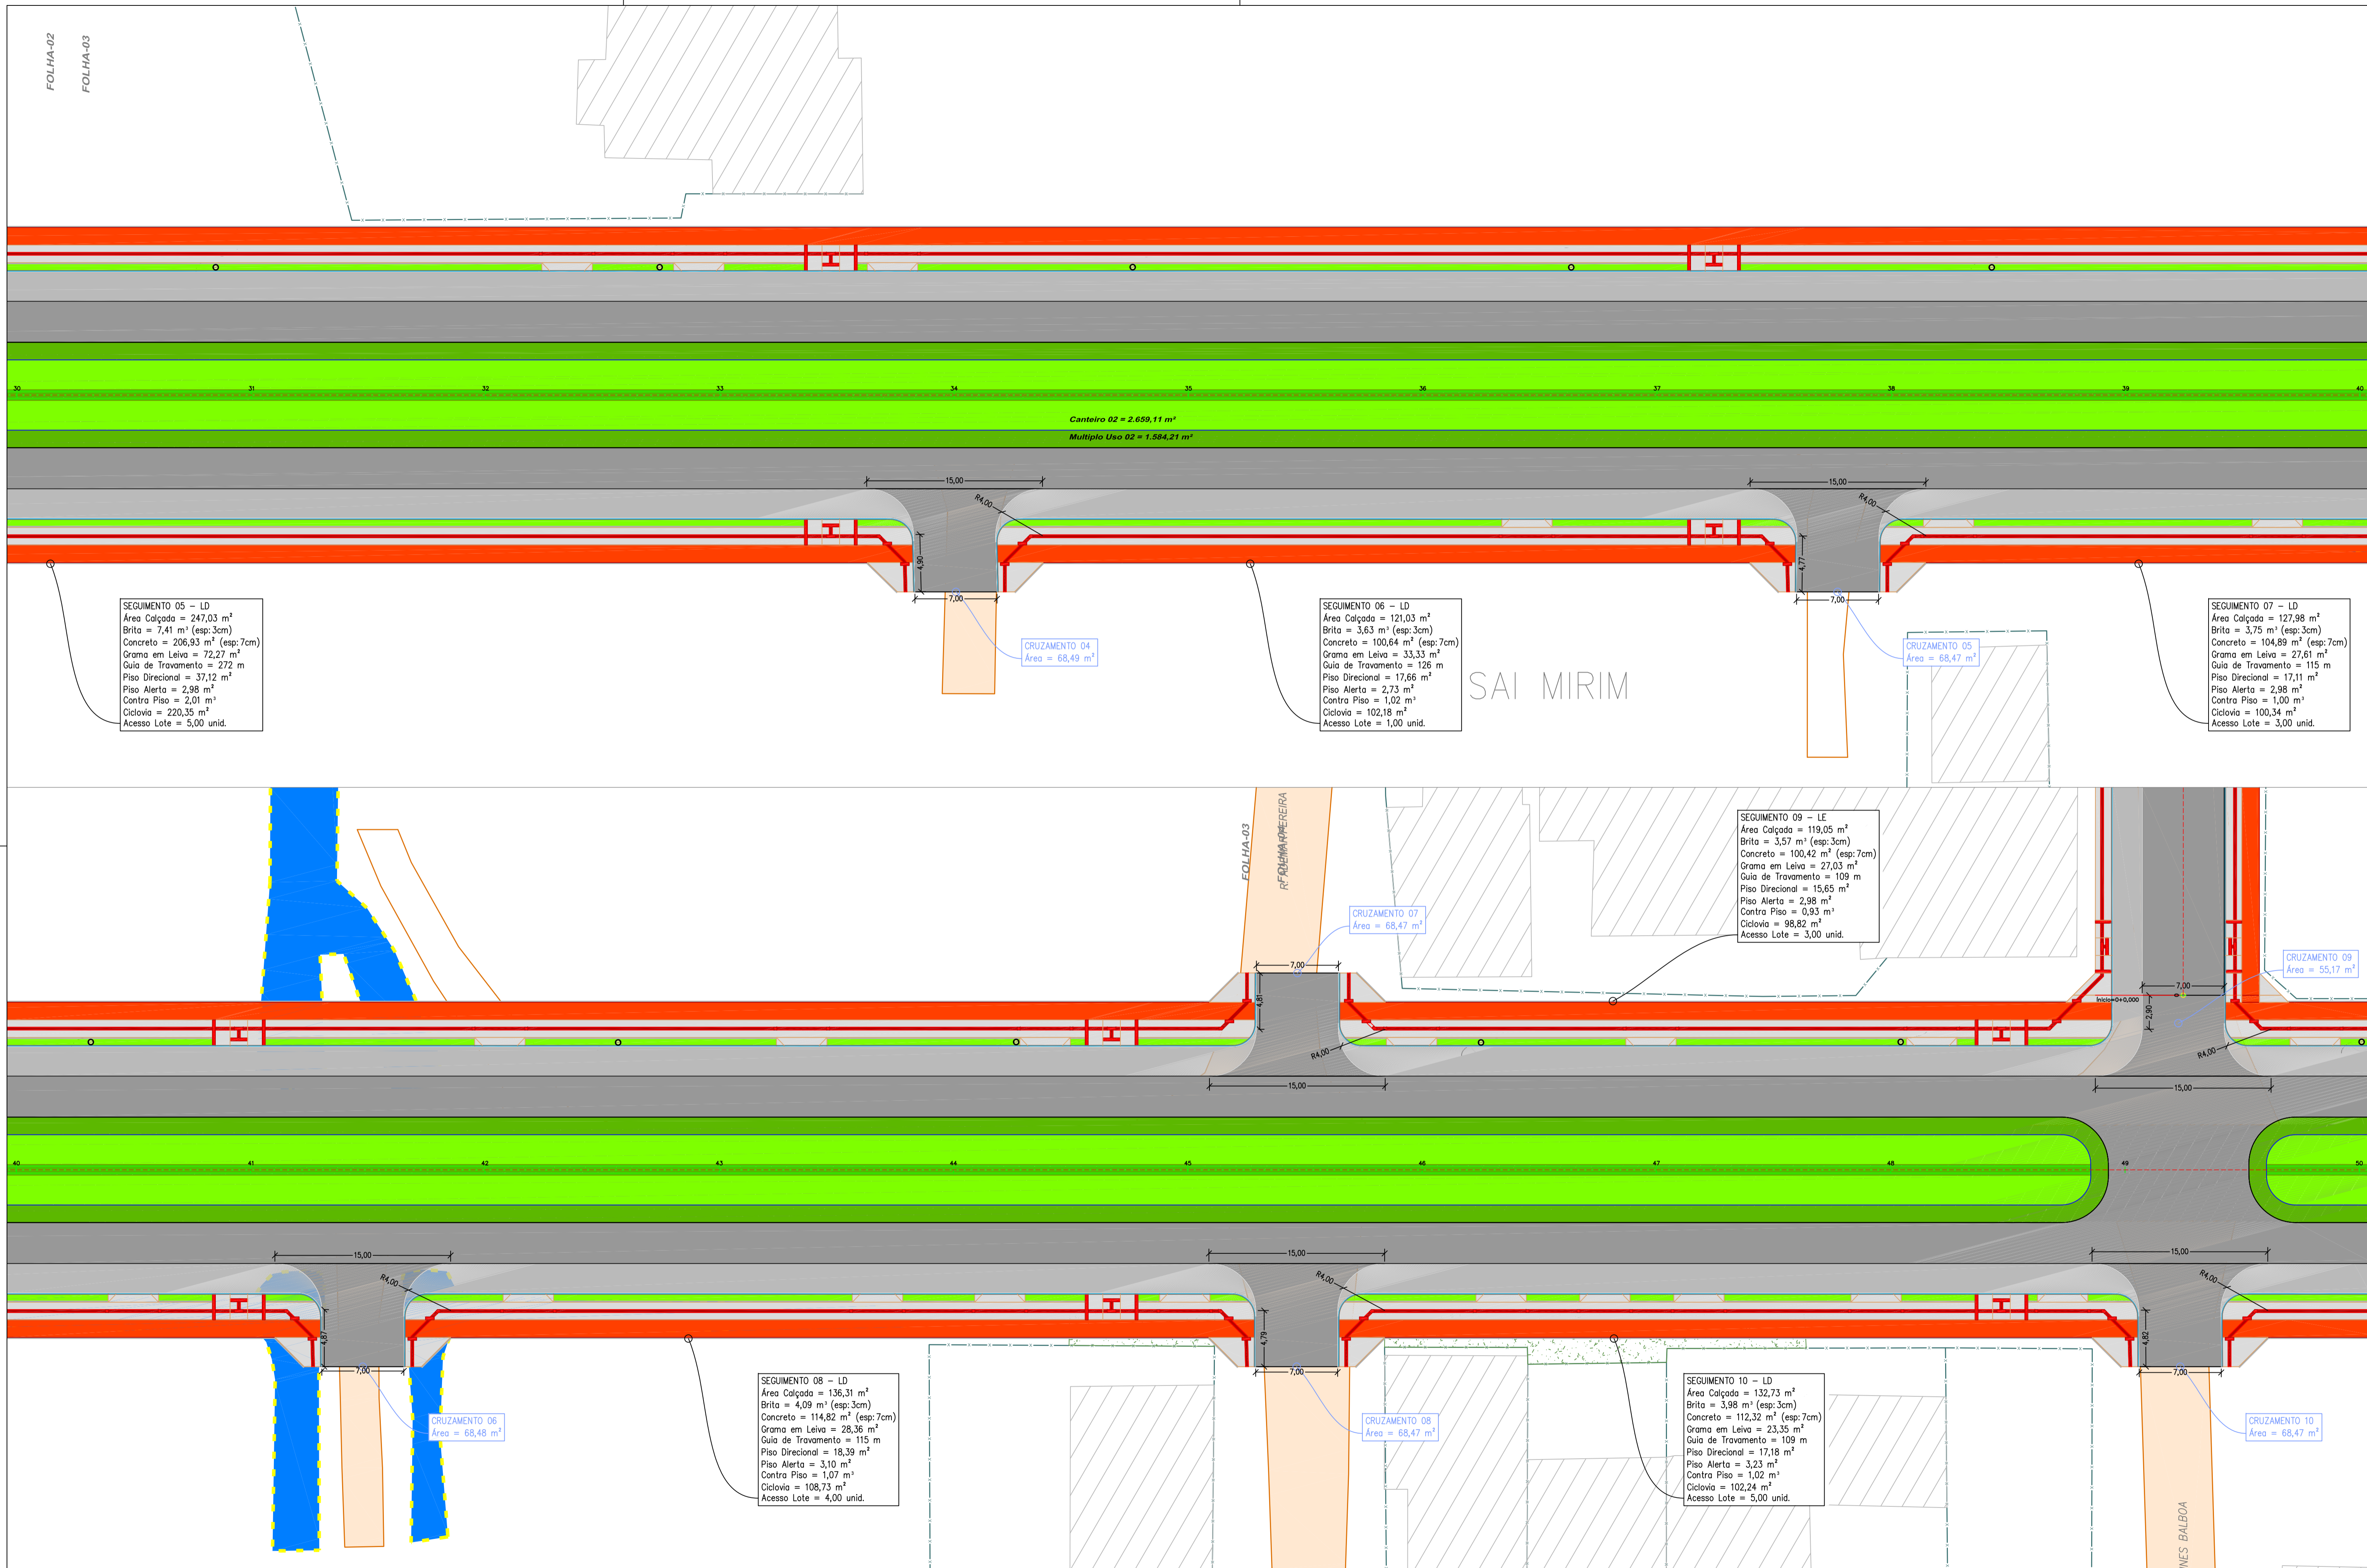 FOLHA-02
FOLHA-03
30
31
32
33
34
35
36
37
38
39
40
Canteiro 02 = 2.659,11 m²
Multiplo Uso 02 = 1.584,21 m²
15,00
R4,00
4,90
7,00
15,00
R4,00
4,77
7,00
SEGUIMENTO 05 - LD
Área Calçada = 247,03 m²
Brita = 7,41 m³ (esp:3cm)
Concreto = 206,93 m² (esp:7cm)
Grama em Leiva = 72,27 m²
Guia de Travamento = 272 m
Piso Direcional = 37,12 m²
Piso Alerta = 2,98 m²
Contra Piso = 2,01 m³
Ciclovia = 220,35 m²
Acesso Lote = 5,00 unid.
CRUZAMENTO 04
Área = 68,49 m²
SEGUIMENTO 06 - LD
Área Calçada = 121,03 m²
Brita = 3,63 m³ (esp:3cm)
Concreto = 100,64 m² (esp:7cm)
Grama em Leiva = 33,33 m²
Guia de Travamento = 126 m
Piso Direcional = 17,66 m²
Piso Alerta = 2,73 m²
Contra Piso = 1,02 m³
Ciclovia = 102,18 m²
Acesso Lote = 1,00 unid.
SAI MIRIM
CRUZAMENTO 05
Área = 68,47 m²
SEGUIMENTO 07 - LD
Área Calçada = 127,98 m²
Brita = 3,75 m³ (esp:3cm)
Concreto = 104,89 m² (esp:7cm)
Grama em Leiva = 27,61 m²
Guia de Travamento = 115 m
Piso Direcional = 17,11 m²
Piso Alerta = 2,98 m²
Contra Piso = 1,00 m³
Ciclovia = 100,34 m²
Acesso Lote = 3,00 unid.
FOLHA-03
FOLHA-04
R. ADEMAR PEREIRA
CRUZAMENTO 07
Área = 68,47 m²
SEGUIMENTO 09 - LE
Área Calçada = 119,05 m²
Brita = 3,57 m³ (esp:3cm)
Concreto = 100,42 m² (esp:7cm)
Grama em Leiva = 27,03 m²
Guia de Travamento = 109 m
Piso Direcional = 15,65 m²
Piso Alerta = 2,98 m²
Contra Piso = 0,93 m³
Ciclovia = 98,82 m²
Acesso Lote = 3,00 unid.
CRUZAMENTO 09
Área = 55,17 m²
7,00
4,81
R4,00
15,00
7,00
Início=0+0,000
0
2,90
R4,00
15,00
40
41
42
43
44
45
46
47
48
49
50
15,00
R4,00
4,87
7,00
15,00
R4,00
4,79
7,00
15,00
R4,00
4,82
7,00
CRUZAMENTO 06
Área = 68,48 m²
SEGUIMENTO 08 - LD
Área Calçada = 136,31 m²
Brita = 4,09 m³ (esp:3cm)
Concreto = 114,82 m² (esp:7cm)
Grama em Leiva = 28,36 m²
Guia de Travamento = 115 m
Piso Direcional = 18,39 m²
Piso Alerta = 3,10 m²
Contra Piso = 1,07 m³
Ciclovia = 108,73 m²
Acesso Lote = 4,00 unid.
CRUZAMENTO 08
Área = 68,47 m²
SEGUIMENTO 10 - LD
Área Calçada = 132,73 m²
Brita = 3,98 m³ (esp:3cm)
Concreto = 112,32 m² (esp:7cm)
Grama em Leiva = 23,35 m²
Guia de Travamento = 109 m
Piso Direcional = 17,18 m²
Piso Alerta = 3,23 m²
Contra Piso = 1,02 m³
Ciclovia = 102,24 m²
Acesso Lote = 5,00 unid.
CRUZAMENTO 10
Área = 68,47 m²
NES BALBOA